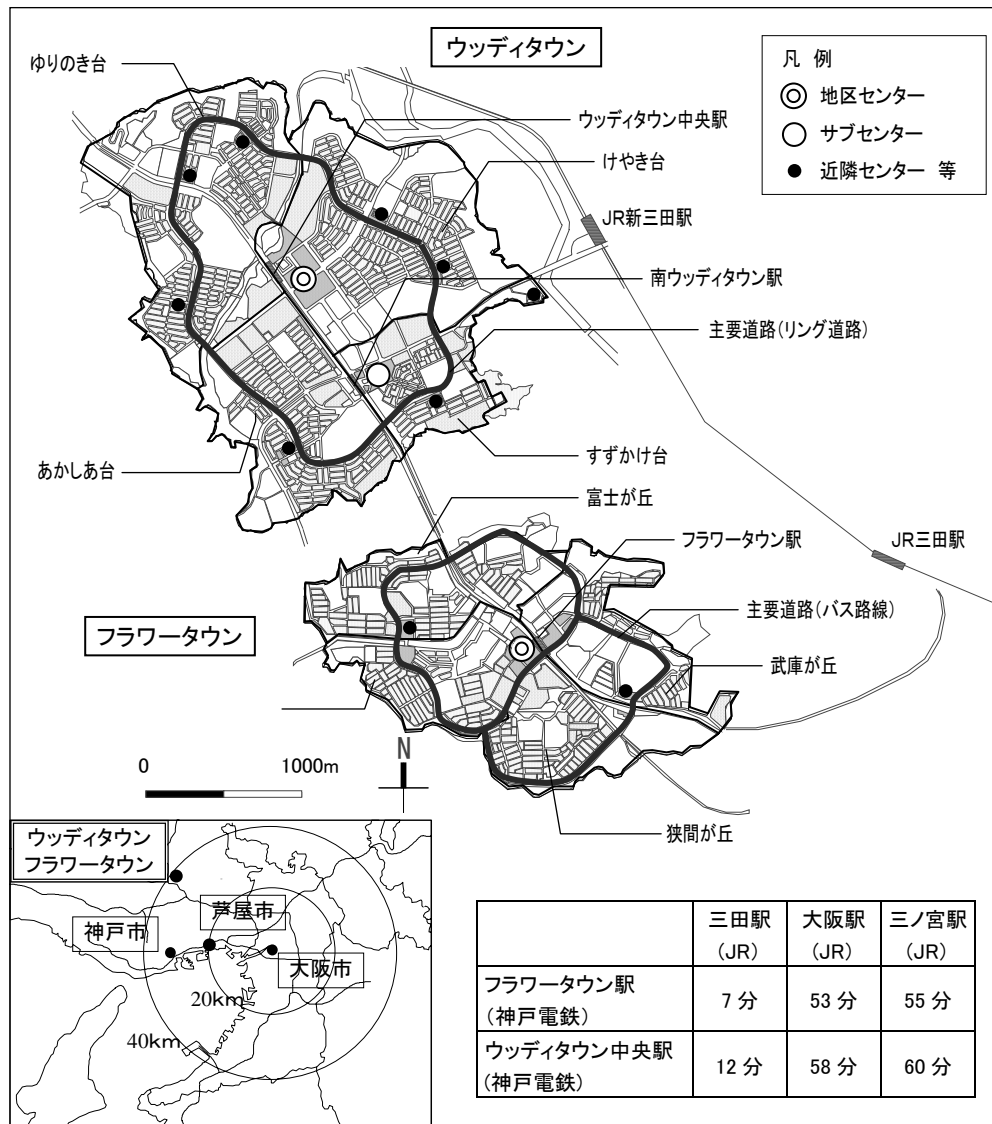 ウッディタウン
ゆりのき台
凡 例
地区センター
サブセンター
近隣センター 等
ウッディタウン中央駅
けやき台
JR新三田駅
南ウッディタウン駅
主要道路(リング道路)
あかしあ台
すずかけ台
富士が丘
フラワータウン駅
JR三田駅
フラワータウン
主要道路(バス路線)
武庫が丘
N
0 1000m
狭間が丘
ウッディタウン
フラワータウン
芦屋市
神戸市
大阪市
20km
40km
三田駅 大阪駅 三ノ宮駅
(JR) (JR) (JR)
フラワータウン駅
(神戸電鉄)
7 分 53 分 55 分
ウッディタウン中央駅
(神戸電鉄)
12 分 58 分 60 分